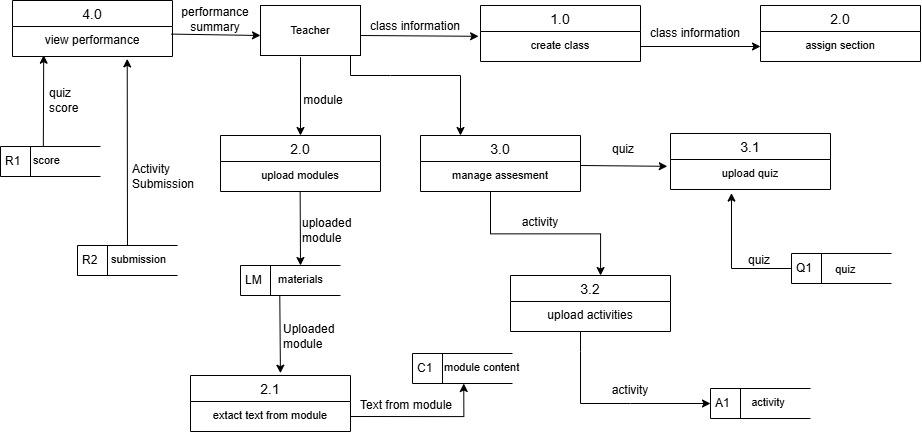 4.0
view performance
performance
summary
Teacher
class information
1.0
create class
class information
2.0
assign section
quiz
score
module
R1 score
Activity
Submission
2.0
upload modules
3.0
manage assesment
quiz
3.1
upload quiz
uploaded
module
activity
R2 submission
LM materials
quiz
Q1 quiz
3.2
upload activities
Uploaded
module
C1 module content
2.1
extact text from module
Text from module
activity
A1 activity